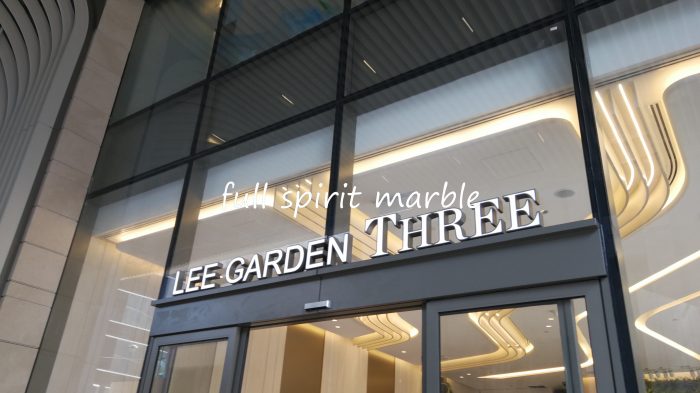 full spirit marble
LEE GARDEN THREE